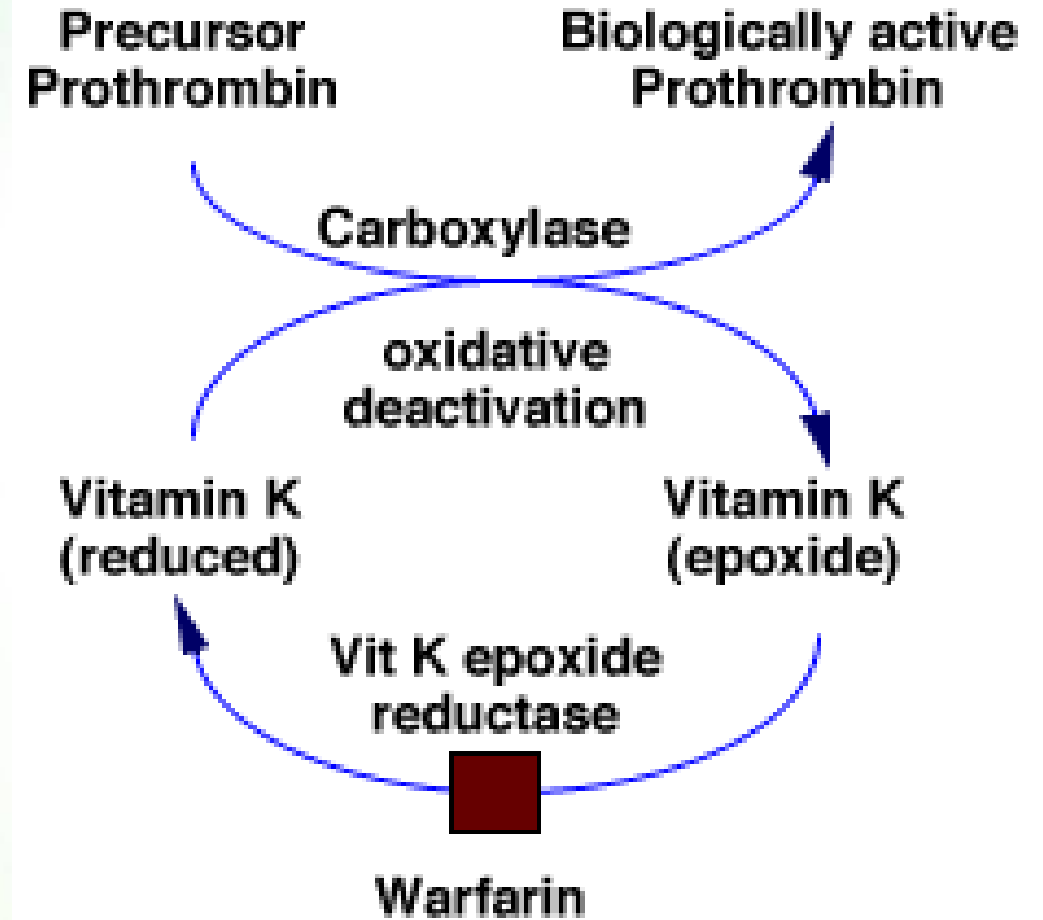 Precursor
Prothrombin
Biologically active
Prothrombin
Carboxylase
oxidative
deactivation
Vitamin K
(reduced)
Vitamin K
(epoxide)
Vit K epoxide
reductase
Warfarin